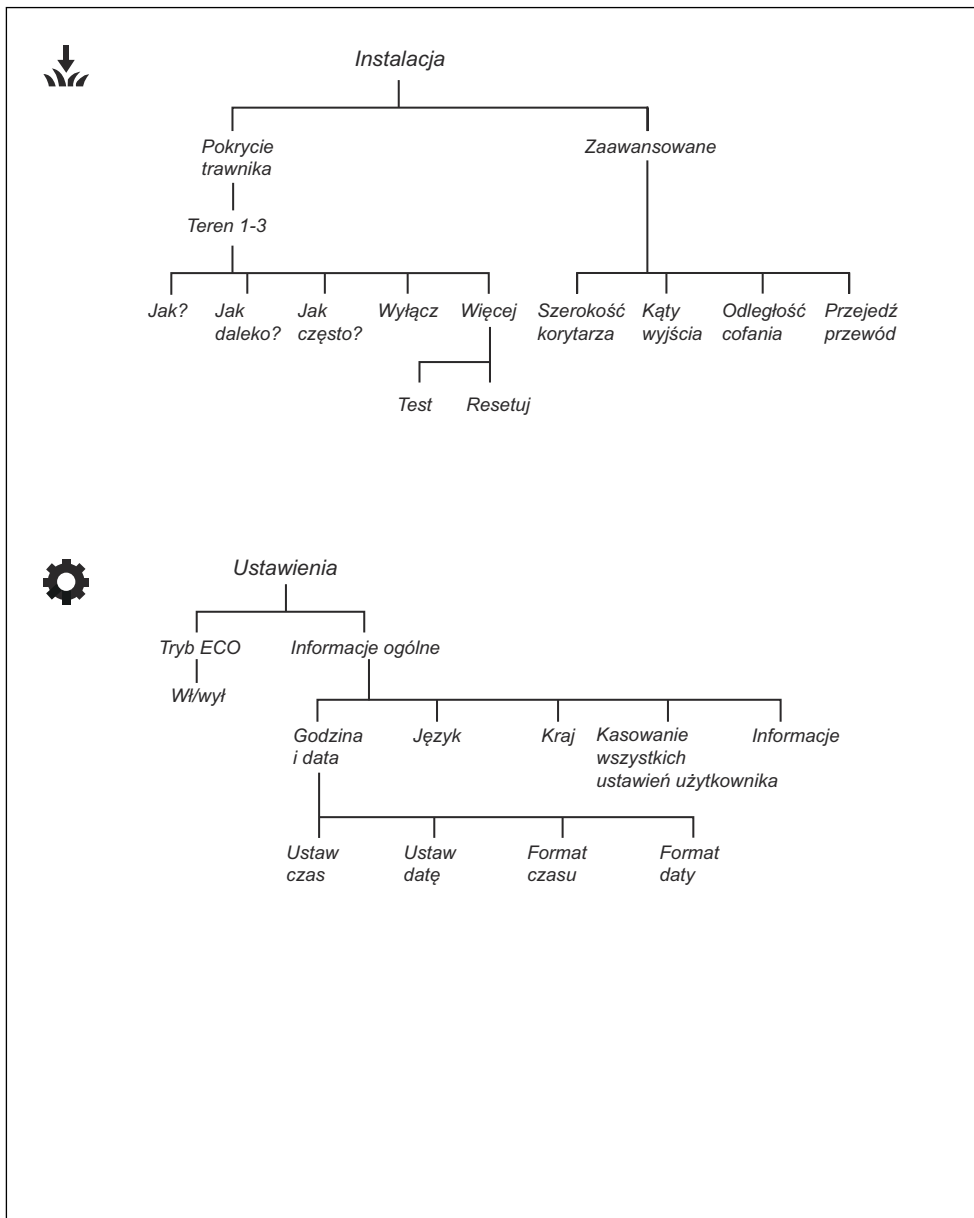 Instalacja
Pokrycie
trawnika
Zaawansowane
Teren 1-3
Jak?
Jak
daleko?
Jak
często?
Wyłącz
Więcej
Szerokość
korytarza
Kąty
wyjścia
Odległość
cofania
Przejedź
przewód
Test
Resetuj
Ustawienia
Tryb ECO
Informacje ogólne
Wł/wył
Godzina
i data
Język
Kraj
Kasowanie
wszystkich
ustawień użytkownika
Informacje
Ustaw
czas
Ustaw
datę
Format
czasu
Format
daty